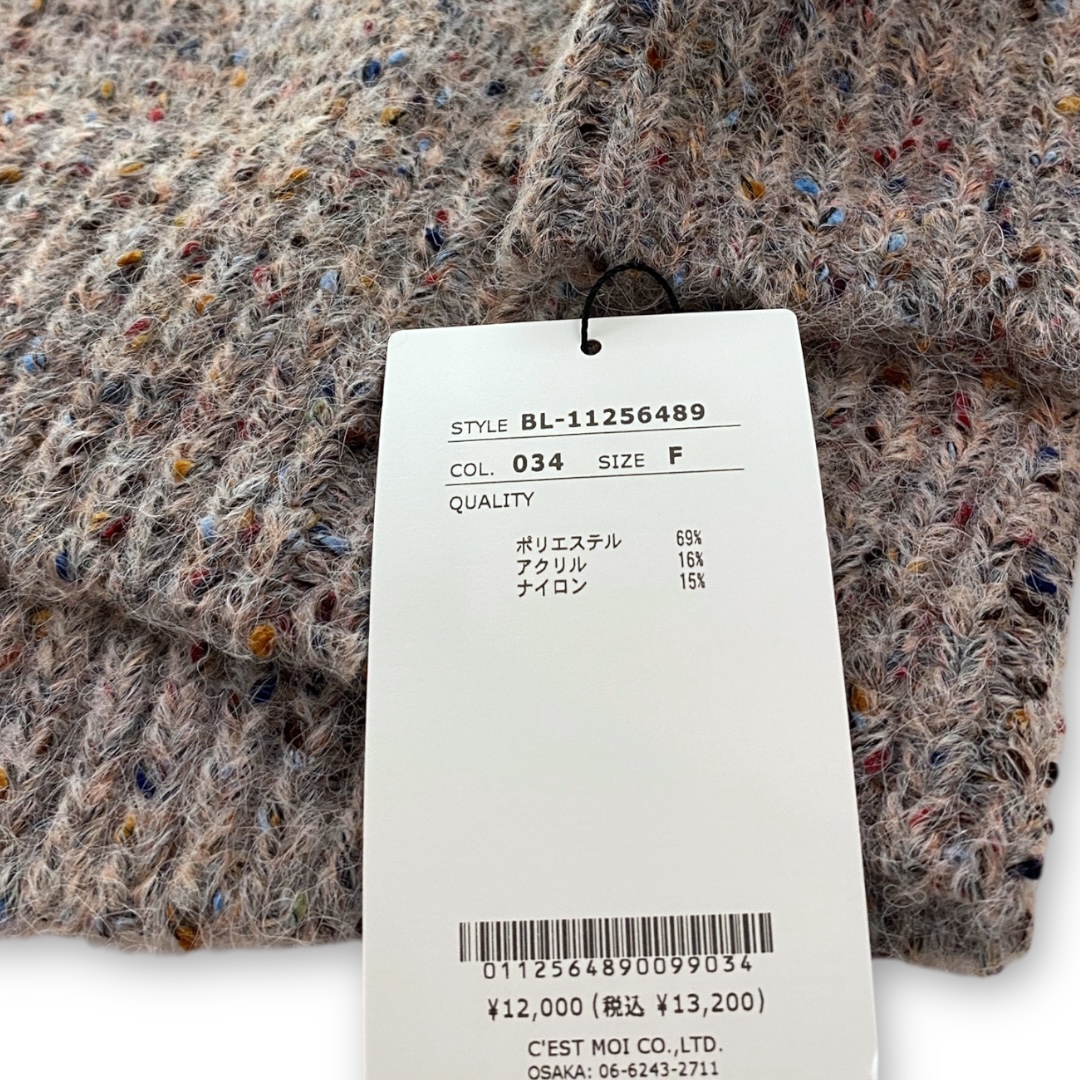 STYLE BL-11256489
COL. 034 SIZE F
QUALITY
ポリエステル 69%
アクリル 16%
ナイロン 15%
0112564890099034
¥12,000 (税込 ¥13,200)
C'EST MOI CO.,LTD.
OSAKA: 06-6243-2711